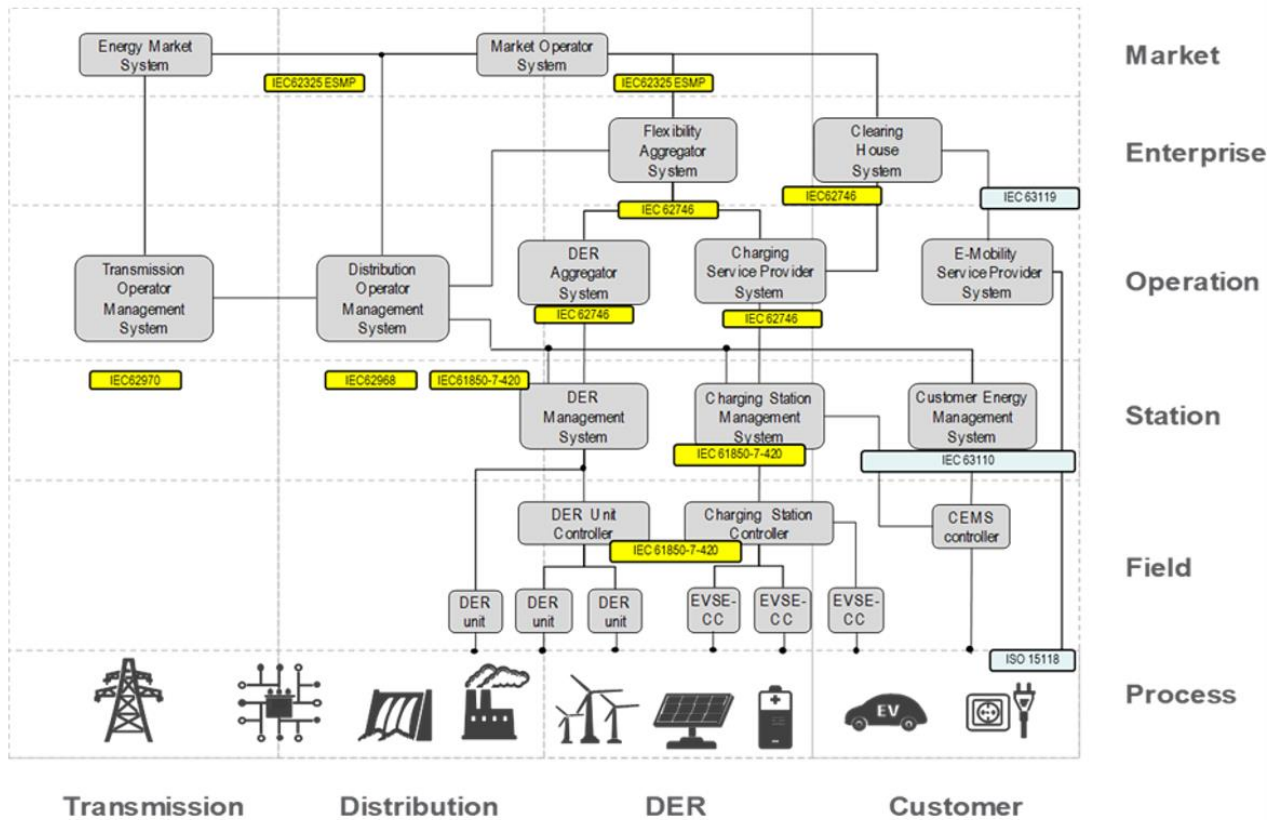 Energy Market
System
Market Operator
System
Market
IEC62325 ESMP
IEC62325 ESMP
Flexibility
Aggregator
System
Clearing
House
System
Enterprise
IEC62746
IEC 63119
IEC 62746
Transmission
Operator
Management
System
Distribution
Operator
Management
System
DER
Aggregator
System
Charging
Service Provider
System
E-Mobility
Service Provider
System
Operation
IEC 62746
IEC 62746
IEC62970
IEC62968
IEC61850-7-420
DER
Management
System
Charging Station
Management
System
Customer Energy
Management
System
Station
IEC 61850-7-420
IEC 63110
DER Unit
Controller
Charging Station
Controller
CEMS
controller
IEC 61850-7-420
Field
DER
unit
DER
unit
DER
unit
EVSE-
CC
EVSE-
CC
EVSE-
CC
ISO 15118
Process
EV
Transmission
Distribution
DER
Customer